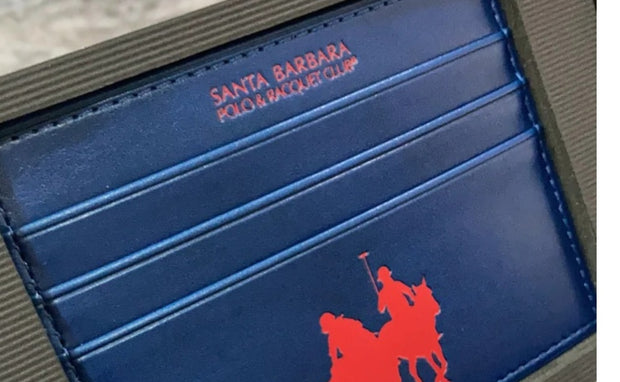 SANTA BARBARA
POLO & RACQUET CLUB®